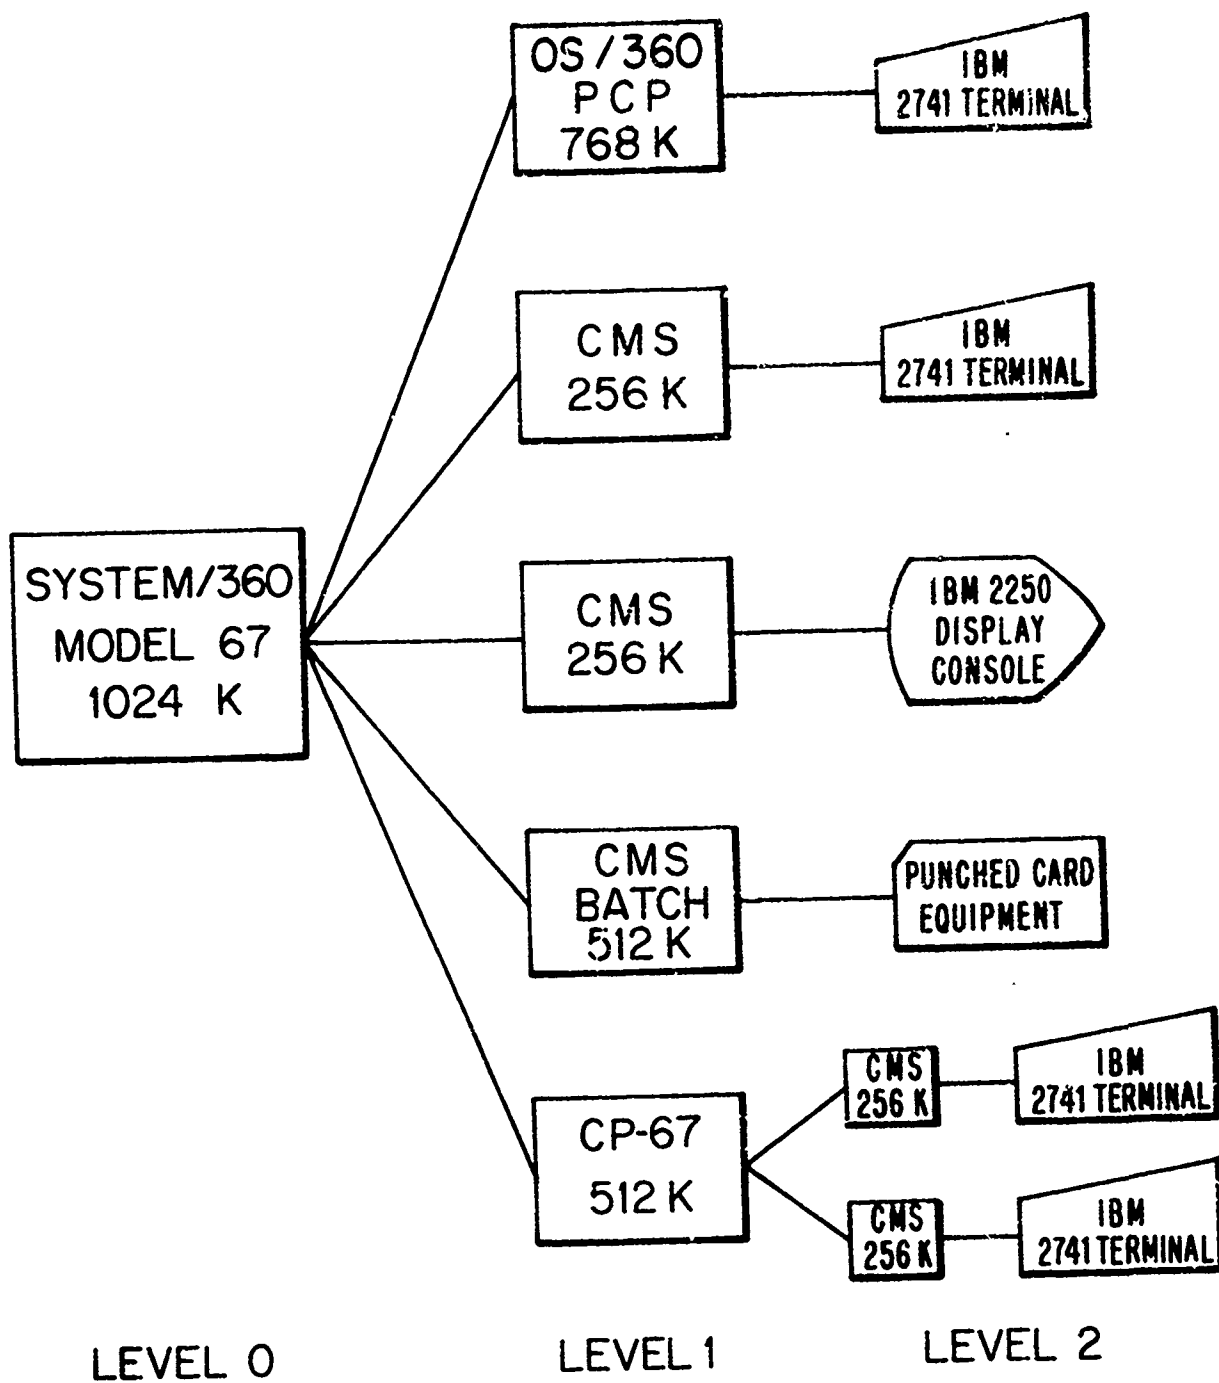 OS/360
PCP
768 K
IBM
2741 TERMINAL
CMS
256 K
IBM
2741 TERMINAL
SYSTEM/360
MODEL 67
1024 K
CMS
256 K
IBM 2250
DISPLAY
CONSOLE
CMS
BATCH
512 K
PUNCHED CARD
EQUIPMENT
CP-67
512 K
CMS
256 K
IBM
2741 TERMINAL
CMS
256 K
IBM
2741 TERMINAL
LEVEL 0
LEVEL 1
LEVEL 2